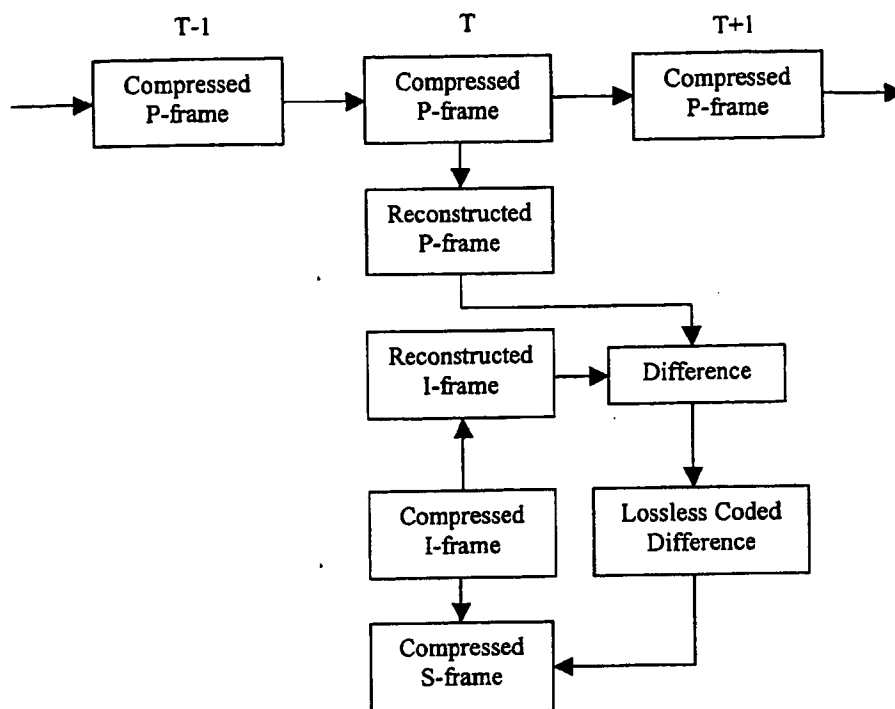 T-1
T
T+1
Compressed
P-frame
Compressed
P-frame
Compressed
P-frame
Reconstructed
P-frame
Reconstructed
I-frame
Difference
Compressed
I-frame
Lossless Coded
Difference
Compressed
S-frame